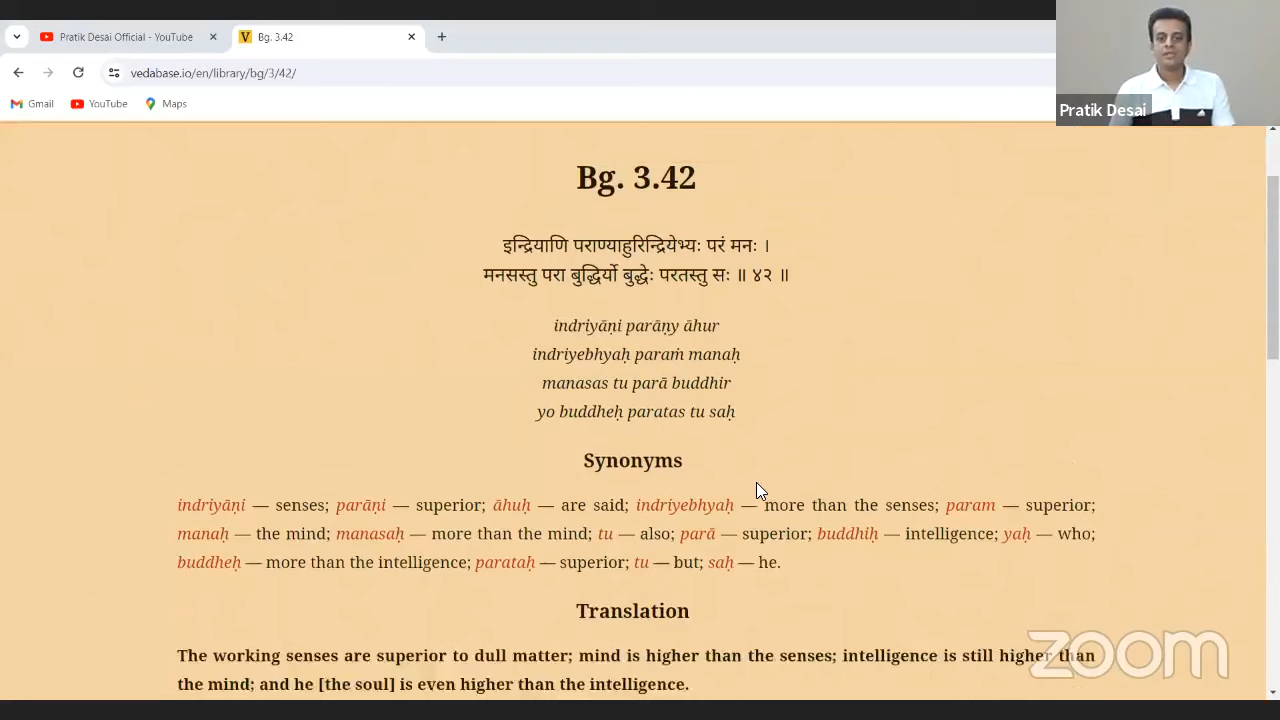 Pratik Desai Official - YouTube
Bg. 3.42
vedabase.io/en/library/bg/3/42/
Gmail YouTube Maps
Pratik Desai
Bg. 3.42
इन्द्रियाणि पराण्याहुरिन्द्रियेभ्यः परं मनः ।
मनसस्तु परा बुद्धिर्यो बुद्धेः परतस्तु सः ॥ ४२ ॥
indriyāṇi parāṇy āhur
indriyebhyaḥ paraṁ manaḥ
manasas tu parā buddhir
yo buddheḥ paratas tu saḥ
Synonyms
indriyāṇi — senses; parāṇi — superior; āhuḥ — are said; indriyebhyaḥ — more than the senses; param — superior;
manaḥ — the mind; manasaḥ — more than the mind; tu — also; parā — superior; buddhiḥ — intelligence; yaḥ — who;
buddheḥ — more than the intelligence; parataḥ — superior; tu — but; saḥ — he.
Translation
The working senses are superior to dull matter; mind is higher than the senses; intelligence is still higher than
the mind; and he [the soul] is even higher than the intelligence.
zoom